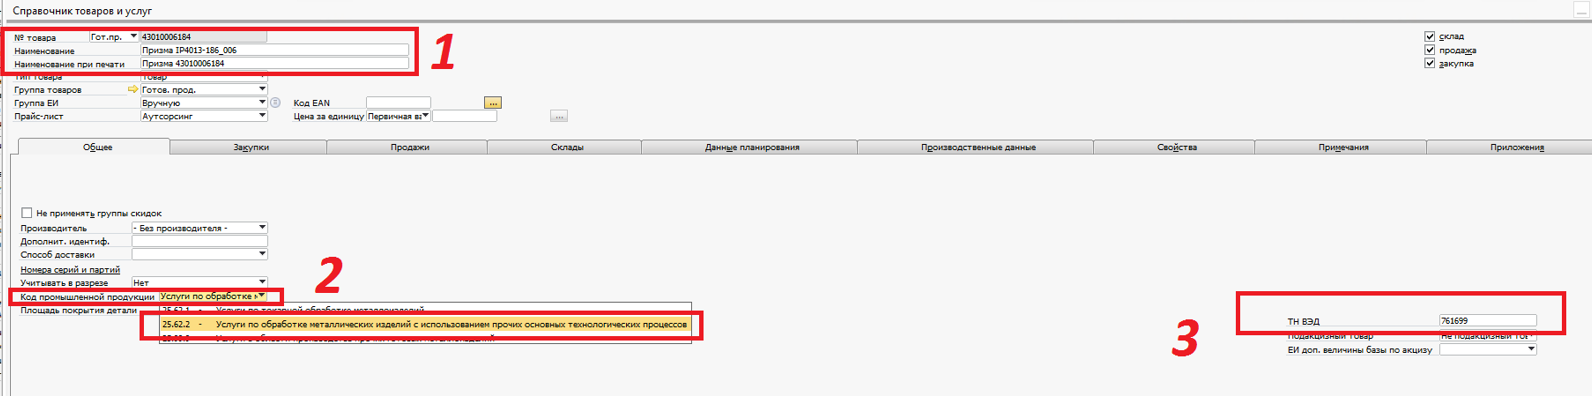 Справочник товаров и услуг
№ товара Гот.пр. 43010006184
Наименование Призма IP4013-186_006
Наименование при печати Призма 43010006184
Тип товара Товар
Группа товаров Готов. прод.
Группа ЕИ Вручную Код EAN ...
Прайс-лист Аутсорсинг Цена за единицу Первичная ва ...
склад
продажа
закупка
1
Общее Закупки Продажи Склады Данные планирования Производственные данные Свойства Примечания Приложения
Не применять группы скидок
Производитель - Без производителя -
Дополнит. идентиф.
Способ доставки
Номера серий и партий
Учитывать в разрезе Нет
2
Код промышленной продукции Услуги по обработке м
Площадь покрытия детали 25.62.1 - Услуги по токарной обработке металлоизделий
25.62.2 - Услуги по обработке металлических изделий с использованием прочих основных технологических процессов
3
ТН ВЭД 761699
Подакцизный товар Не подакцизный тов
ЕИ доп. величины базы по акцизу